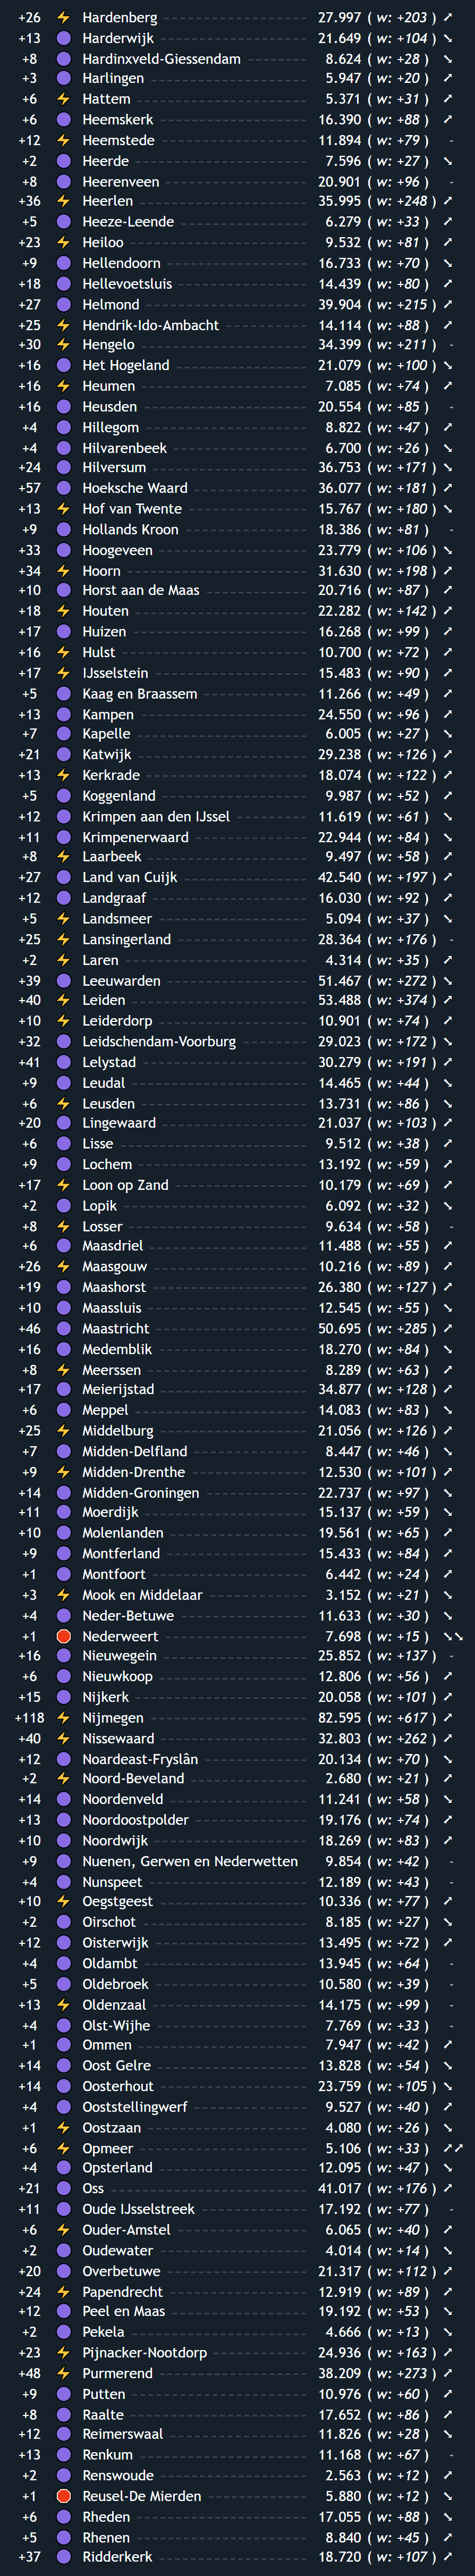 +26 ⚡ Hardenberg 27.997 ( w: +203 ) ↗
+13 Harderwijk 21.649 ( w: +104 ) ↘
+8 Hardinxveld-Giessendam 8.624 ( w: +28 ) ↘
+3 Harlingen 5.947 ( w: +20 ) ↗
+6 ⚡ Hattem 5.371 ( w: +31 ) ↗
+6 Heemskerk 16.390 ( w: +88 ) ↗
+12 ⚡ Heemstede 11.894 ( w: +79 ) -
+2 Heerde 7.596 ( w: +27 ) ↘
+8 Heerenveen 20.901 ( w: +96 ) -
+36 ⚡ Heerlen 35.995 ( w: +248 ) ↗
+5 Heeze-Leende 6.279 ( w: +33 ) ↗
+23 ⚡ Heiloo 9.532 ( w: +81 ) ↗
+9 Hellendoorn 16.733 ( w: +70 ) ↘
+18 Hellevoetsluis 14.439 ( w: +80 ) ↗
+27 Helmond 39.904 ( w: +215 ) ↗
+25 ⚡ Hendrik-Ido-Ambacht 14.114 ( w: +88 ) ↗
+30 ⚡ Hengelo 34.399 ( w: +211 ) -
+16 Het Hogeland 21.079 ( w: +100 ) ↘
+16 ⚡ Heumen 7.085 ( w: +74 ) ↗
+16 Heusden 20.554 ( w: +85 ) -
+4 Hillegom 8.822 ( w: +47 ) ↗
+4 Hilvarenbeek 6.700 ( w: +26 ) ↘
+24 Hilversum 36.753 ( w: +171 ) ↘
+57 Hoeksche Waard 36.077 ( w: +181 ) ↗
+13 ⚡ Hof van Twente 15.767 ( w: +180 ) ↘
+9 Hollands Kroon 18.386 ( w: +81 ) -
+33 Hoogeveen 23.779 ( w: +106 ) ↘
+34 ⚡ Hoorn 31.630 ( w: +198 ) ↗
+10 Horst aan de Maas 20.716 ( w: +87 ) ↗
+18 ⚡ Houten 22.282 ( w: +142 ) ↗
+17 Huizen 16.268 ( w: +99 ) ↗
+16 ⚡ Hulst 10.700 ( w: +72 ) ↗
+17 ⚡ IJsselstein 15.483 ( w: +90 ) ↗
+5 Kaag en Braassem 11.266 ( w: +49 ) ↗
+13 Kampen 24.550 ( w: +96 ) ↗
+7 Kapelle 6.005 ( w: +27 ) ↘
+21 Katwijk 29.238 ( w: +126 ) ↗
+13 ⚡ Kerkrade 18.074 ( w: +122 ) ↗
+5 Koggenland 9.987 ( w: +52 ) ↗
+12 Krimpen aan den IJssel 11.619 ( w: +61 ) ↘
+11 Krimpenerwaard 22.944 ( w: +84 ) ↘
+8 ⚡ Laarbeek 9.497 ( w: +58 ) ↗
+27 Land van Cuijk 42.540 ( w: +197 ) ↗
+12 Landgraaf 16.030 ( w: +92 ) ↗
+5 ⚡ Landsmeer 5.094 ( w: +37 ) ↘
+25 ⚡ Lansingerland 28.364 ( w: +176 ) -
+2 ⚡ Laren 4.314 ( w: +35 ) ↗
+39 Leeuwarden 51.467 ( w: +272 ) ↘
+40 ⚡ Leiden 53.488 ( w: +374 ) ↗
+10 ⚡ Leiderdorp 10.901 ( w: +74 ) ↗
+32 Leidschendam-Voorburg 29.023 ( w: +172 ) ↘
+41 Lelystad 30.279 ( w: +191 ) ↗
+9 Leudal 14.465 ( w: +44 ) ↘
+6 ⚡ Leusden 13.731 ( w: +86 ) ↘
+20 Lingewaard 21.037 ( w: +103 ) ↗
+6 Lisse 9.512 ( w: +38 ) ↗
+9 Lochem 13.192 ( w: +59 ) ↗
+17 ⚡ Loon op Zand 10.179 ( w: +69 ) ↗
+2 Lopik 6.092 ( w: +32 ) ↘
+8 ⚡ Losser 9.634 ( w: +58 ) -
+6 Maasdriel 11.488 ( w: +55 ) ↗
+26 ⚡ Maasgouw 10.216 ( w: +89 ) ↗
+19 Maashorst 26.380 ( w: +127 ) ↗
+10 Maassluis 12.545 ( w: +55 ) ↘
+46 Maastricht 50.695 ( w: +285 ) ↗
+16 Medemblik 18.270 ( w: +84 ) ↘
+8 ⚡ Meerssen 8.289 ( w: +63 ) ↗
+17 Meierijstad 34.877 ( w: +128 ) ↗
+6 Meppel 14.083 ( w: +83 ) ↘
+25 ⚡ Middelburg 21.056 ( w: +126 ) ↗
+7 Midden-Delfland 8.447 ( w: +46 ) ↘
+9 ⚡ Midden-Drenthe 12.530 ( w: +101 ) ↗
+14 Midden-Groningen 22.737 ( w: +97 ) ↘
+11 Moerdijk 15.137 ( w: +59 ) ↘
+10 Molenlanden 19.561 ( w: +65 ) ↗
+9 Montferland 15.433 ( w: +84 ) ↗
+1 Montfoort 6.442 ( w: +24 ) ↗
+3 ⚡ Mook en Middelaar 3.152 ( w: +21 ) ↘
+4 Neder-Betuwe 11.633 ( w: +30 ) ↘
+1 Nederweert 7.698 ( w: +15 ) ↘↘
+16 Nieuwegein 25.852 ( w: +137 ) -
+6 Nieuwkoop 12.806 ( w: +56 ) ↗
+15 Nijkerk 20.058 ( w: +101 ) ↗
+118 ⚡ Nijmegen 82.595 ( w: +617 ) ↗
+40 ⚡ Nissewaard 32.803 ( w: +262 ) ↗
+12 Noardeast-Fryslân 20.134 ( w: +70 ) ↘
+2 ⚡ Noord-Beveland 2.680 ( w: +21 ) ↗
+14 Noordenveld 11.241 ( w: +58 ) ↘
+13 Noordoostpolder 19.176 ( w: +74 ) ↗
+10 Noordwijk 18.269 ( w: +83 ) ↗
+9 Nuenen, Gerwen en Nederwetten 9.854 ( w: +42 ) -
+4 Nunspeet 12.189 ( w: +43 ) -
+10 ⚡ Oegstgeest 10.336 ( w: +77 ) ↗
+2 Oirschot 8.185 ( w: +27 ) ↘
+12 Oisterwijk 13.495 ( w: +72 ) ↗
+4 Oldambt 13.945 ( w: +64 ) -
+5 Oldebroek 10.580 ( w: +39 ) -
+13 ⚡ Oldenzaal 14.175 ( w: +99 ) -
+4 Olst-Wijhe 7.769 ( w: +33 ) -
+1 Ommen 7.947 ( w: +42 ) ↗
+14 Oost Gelre 13.828 ( w: +54 ) ↘
+14 Oosterhout 23.759 ( w: +105 ) ↘
+4 Ooststellingwerf 9.527 ( w: +40 ) ↗
+1 ⚡ Oostzaan 4.080 ( w: +26 ) ↘
+6 ⚡ Opmeer 5.106 ( w: +33 ) ↗↗
+4 Opsterland 12.095 ( w: +47 ) ↘
+21 Oss 41.017 ( w: +176 ) ↗
+11 Oude IJsselstreek 17.192 ( w: +77 ) -
+6 ⚡ Ouder-Amstel 6.065 ( w: +40 ) ↗
+2 Oudewater 4.014 ( w: +14 ) ↘
+20 Overbetuwe 21.317 ( w: +112 ) ↗
+24 ⚡ Papendrecht 12.919 ( w: +89 ) ↗
+12 Peel en Maas 19.192 ( w: +53 ) ↘
+2 Pekela 4.666 ( w: +13 ) ↘
+23 ⚡ Pijnacker-Nootdorp 24.936 ( w: +163 ) ↗
+48 ⚡ Purmerend 38.209 ( w: +273 ) ↗
+9 Putten 10.976 ( w: +60 ) ↗
+8 Raalte 17.652 ( w: +86 ) ↗
+12 Reimerswaal 11.826 ( w: +28 ) ↘
+13 Renkum 11.168 ( w: +67 ) -
+2 Renswoude 2.563 ( w: +12 ) ↗
+1 Reusel-De Mierden 5.880 ( w: +12 ) ↘
+6 Rheden 17.055 ( w: +88 ) ↘
+5 Rhenen 8.840 ( w: +45 ) ↗
+37 Ridderkerk 18.720 ( w: +107 ) ↗